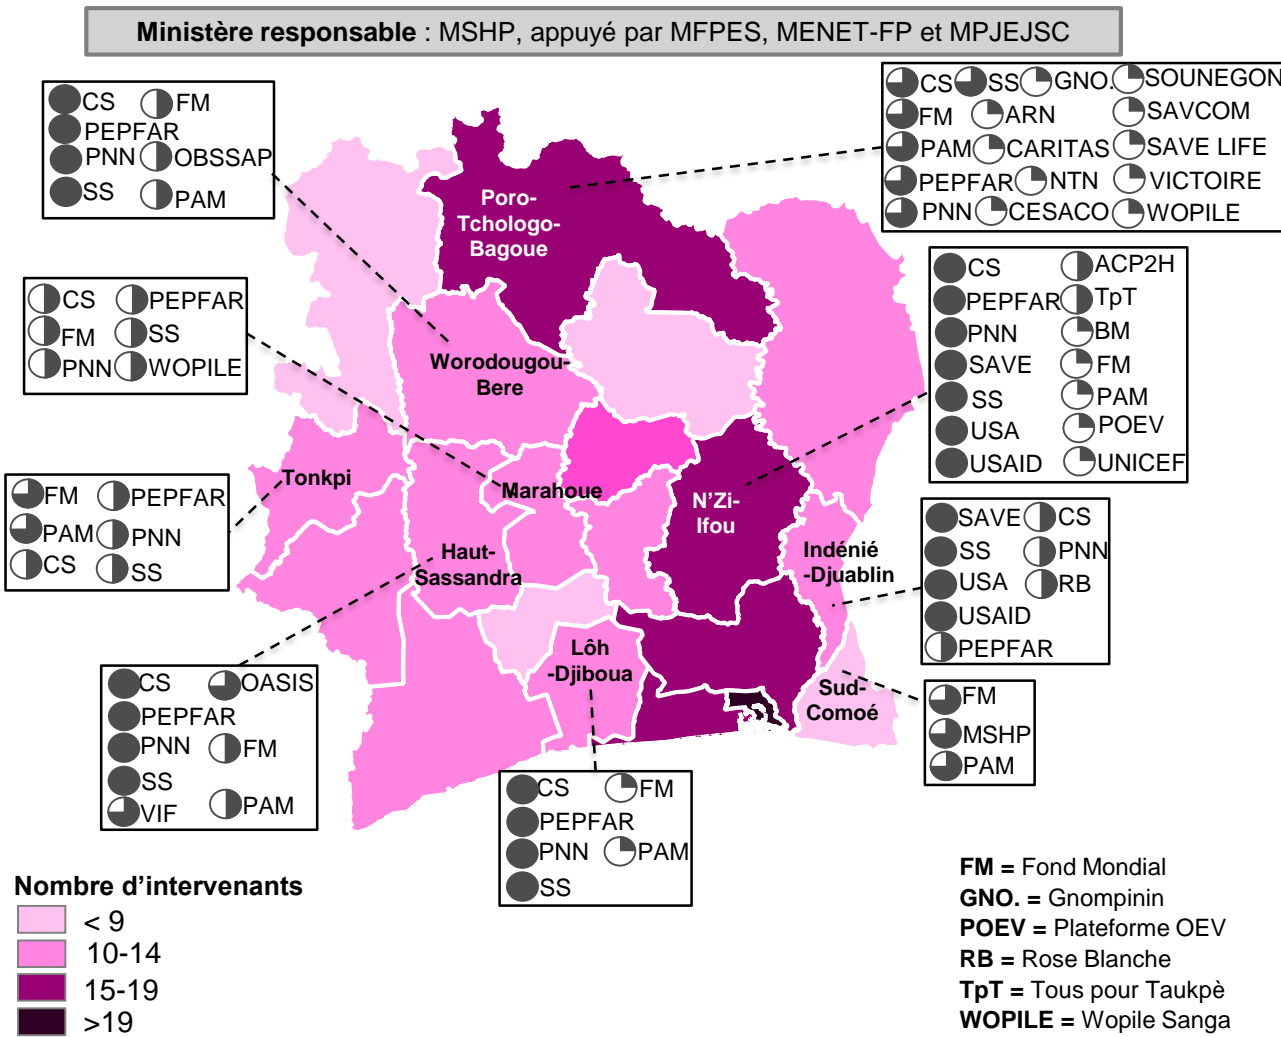 Ministère responsable : MSHP, appuyé par MFPES, MENET-FP et MPJEJSC
CS FM
PEPFAR
PNN OBSSAP
SS PAM
CS SS GNO. SOUNEGON
FM ARN SAVCOM
PAM CARITAS SAVE LIFE
PEPFAR NTN VICTOIRE
PNN CESACO WOPILE
Poro-
Tchologo-
Bagoue
CS PEPFAR
FM SS
PNN WOPILE
Worodougou-
Bere
CS ACP2H
PEPFAR TpT
PNN BM
SAVE FM
SS PAM
USA POEV
USAID UNICEF
Tonkpi
Marahoue
N'Zi-
Ifou
FM PEPFAR
PAM PNN
CS SS
Haut-
Sassandra
Indénié
-Djuablin
SAVE CS
SS PNN
USA RB
USAID
PEPFAR
Lôh
-Djiboua
Sud-
Comoé
CS OASIS
PEPFAR
PNN FM
SS
VIF PAM
FM
MSHP
PAM
CS FM
PEPFAR
PNN PAM
SS
Nombre d'intervenants
< 9
10-14
15-19
>19
FM = Fond Mondial
GNO. = Gnompinin
POEV = Plateforme OEV
RB = Rose Blanche
TpT = Tous pour Taukpè
WOPILE = Wopile Sanga